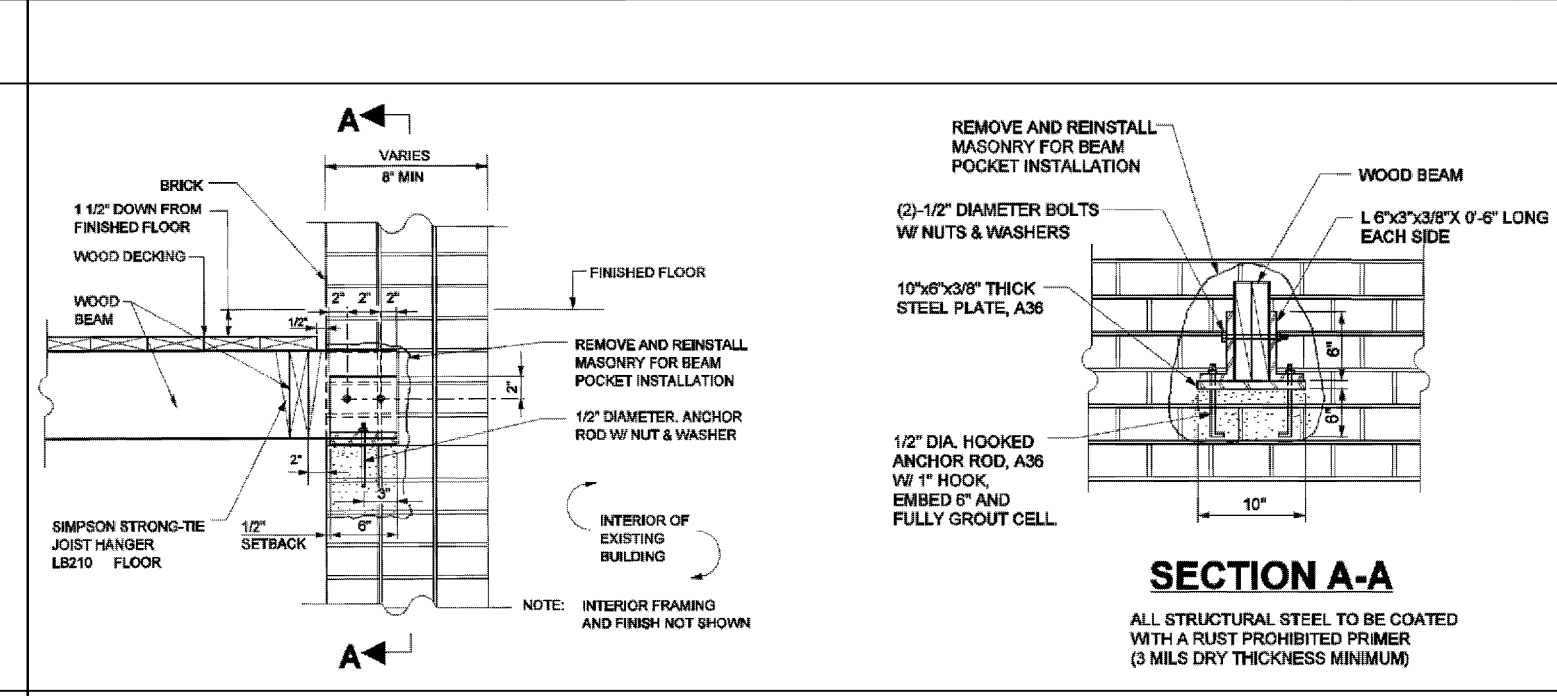 A
VARIES
8" MIN
BRICK
1 1/2" DOWN FROM
FINISHED FLOOR
WOOD DECKING
WOOD
BEAM
2" 2" 2"
1/2"
FINISHED FLOOR
REMOVE AND REINSTALL
MASONRY FOR BEAM
POCKET INSTALLATION
2"
1/2" DIAMETER. ANCHOR
ROD W/ NUT & WASHER
2"
3"
6"
SIMPSON STRONG-TIE
JOIST HANGER
LB210 FLOOR
1/2"
SETBACK
INTERIOR OF
EXISTING
BUILDING
NOTE: INTERIOR FRAMING
AND FINISH NOT SHOWN
A
REMOVE AND REINSTALL
MASONRY FOR BEAM
POCKET INSTALLATION
WOOD BEAM
(2)-1/2" DIAMETER BOLTS
W/ NUTS & WASHERS
L 6"x3"x3/8"X 0'-6" LONG
EACH SIDE
10"x6"x3/8" THICK
STEEL PLATE, A36
6"
6"
1/2" DIA. HOOKED
ANCHOR ROD, A36
W/ 1" HOOK,
EMBED 6" AND
FULLY GROUT CELL.
10"
SECTION A-A
ALL STRUCTURAL STEEL TO BE COATED
WITH A RUST PROHIBITED PRIMER
(3 MILS DRY THICKNESS MINIMUM)